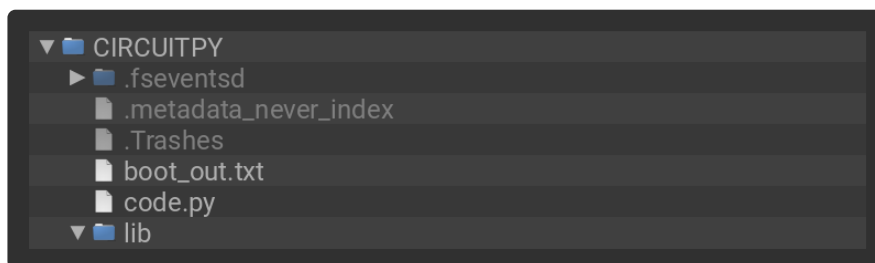 CIRCUITPY
.fseventsd
.metadata_never_index
.Trashes
boot_out.txt
code.py
lib